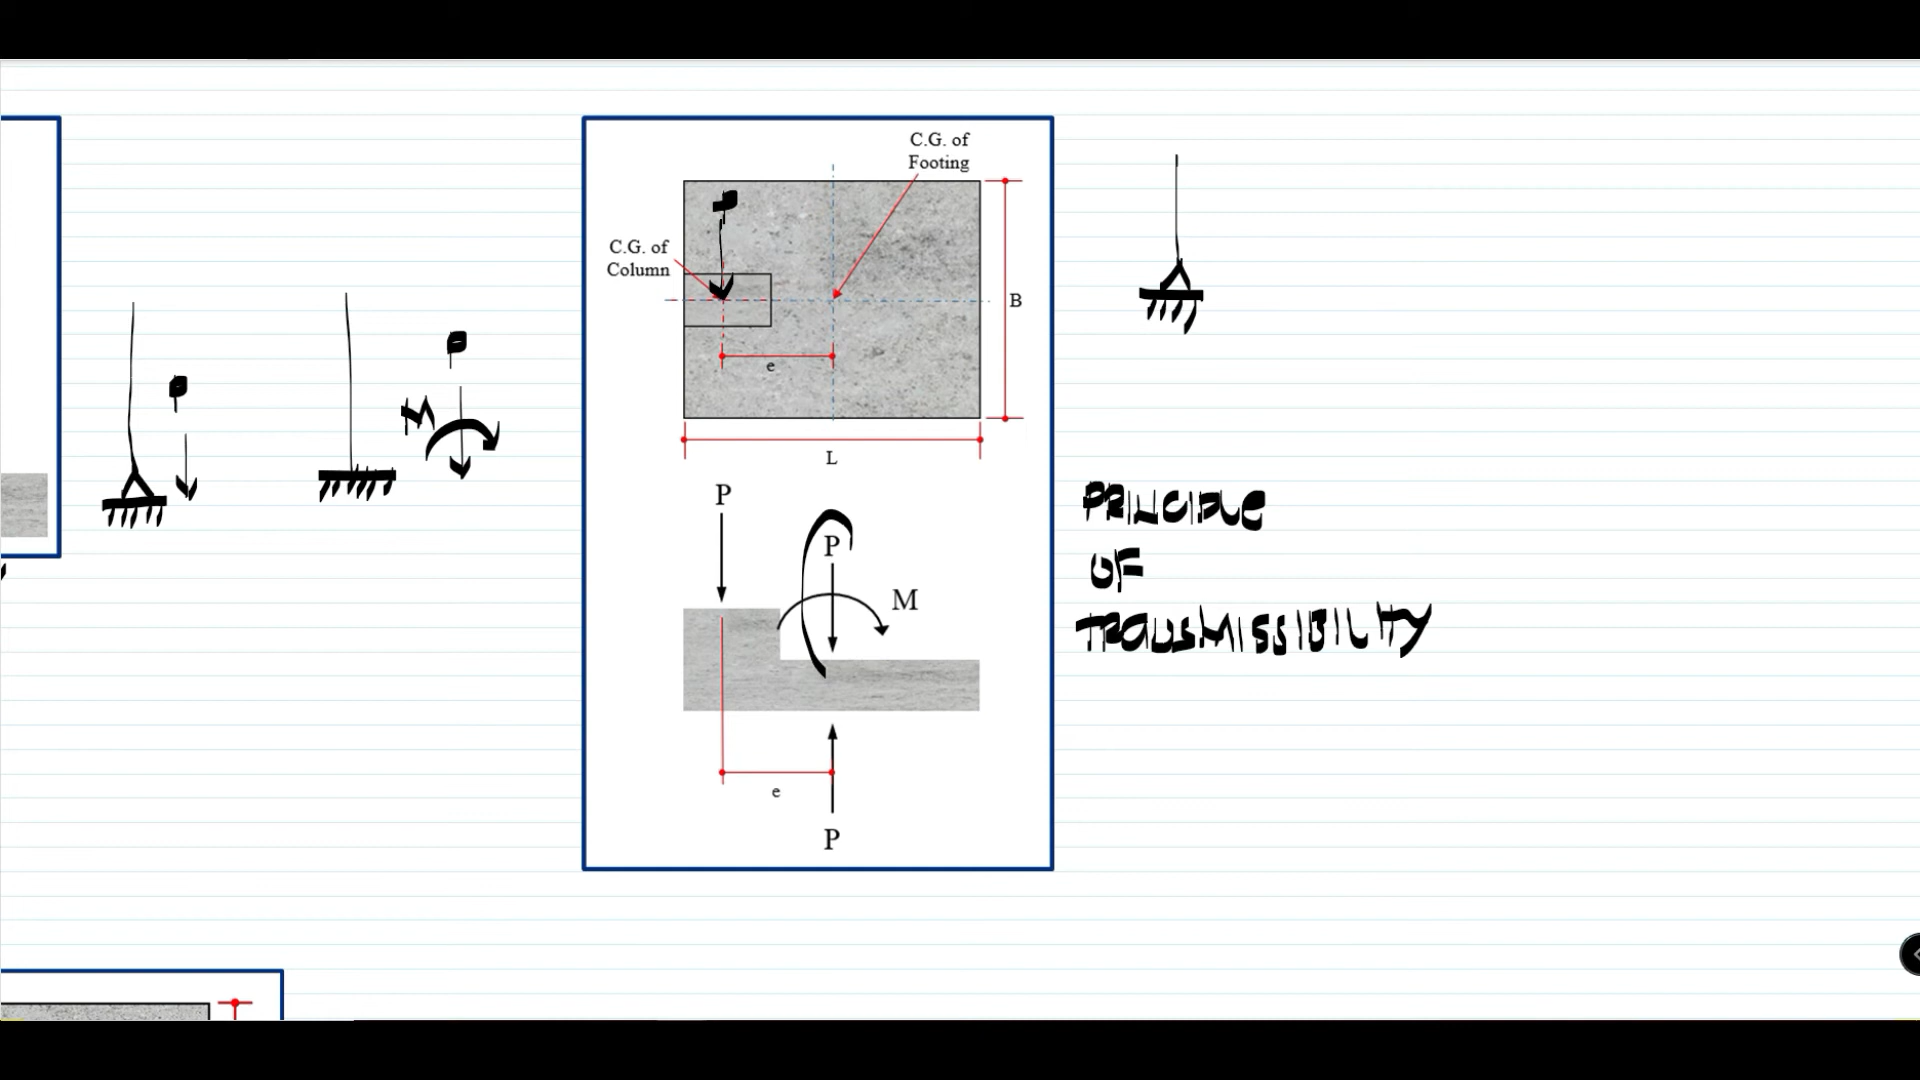 C.G. of
Footing
P
C.G. of
Column
B
P
P
M
e
L
P
P
M
e
P
PRINCIPLE
OF
TRANSMISSIBILITY